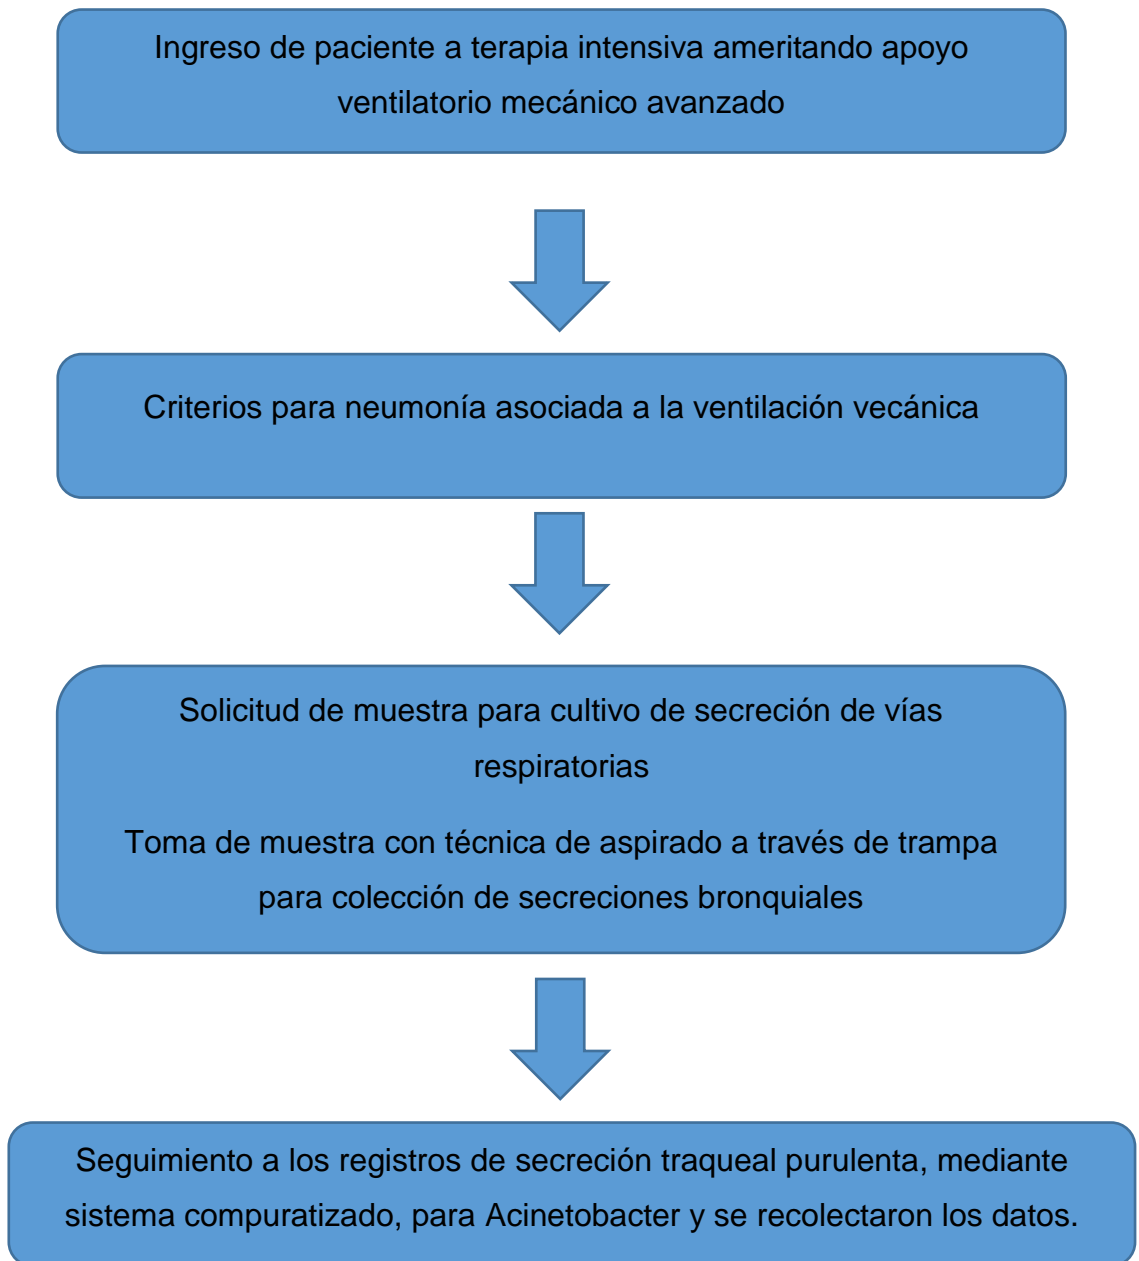 Ingreso de paciente a terapia intensiva ameritando apoyo
ventilatorio mecánico avanzado
Criterios para neumonía asociada a la ventilación vecánica
Solicitud de muestra para cultivo de secreción de vías
respiratorias
Toma de muestra con técnica de aspirado a través de trampa
para colección de secreciones bronquiales
Seguimiento a los registros de secreción traqueal purulenta, mediante
sistema compuratizado, para Acinetobacter y se recolectaron los datos.